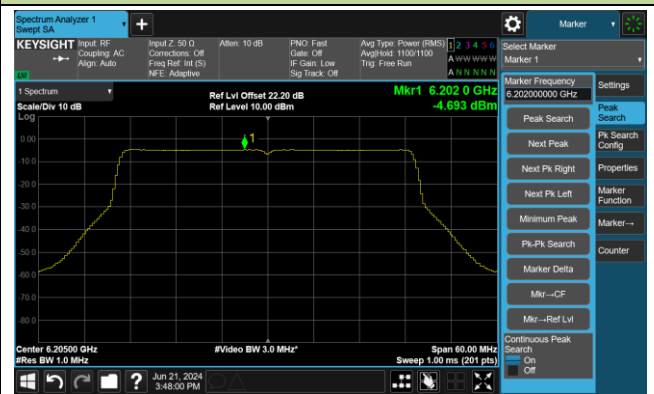 Spectrum Analyzer 1
Swept SA
+
Marker
KEYSIGHT
Input: RF
Coupling: AC
Align: Auto
Input Z: 50 Ω
Corrections: Off
Freq Ref: Int (S)
NFE: Adaptive
Atten: 10 dB
PNO: Fast
Gate: Off
IF Gain: Low
Sig Track: Off
Avg Type: Power (RMS)
Avg|Hold: 1100/1100
Trig: Free Run
1 2 3 4 5 6
A W W W W W
A N N N N N
LXI
Select Marker
Marker 1
1 Spectrum
Scale/Div 10 dB
Log
Ref Lvl Offset 22.20 dB
Ref Level 10.00 dBm
Mkr1 6.202 0 GHz
-4.693 dBm
0.00
-10.0
-20.0
-30.0
-40.0
-50.0
-60.0
-70.0
-80.0
1
Center 6.20500 GHz
#Res BW 1.0 MHz
#Video BW 3.0 MHz*
Span 60.00 MHz
Sweep 1.00 ms (201 pts)
Marker Frequency
6.202000000 GHz
Peak Search
Next Peak
Next Pk Right
Next Pk Left
Minimum Peak
Pk-Pk Search
Marker Delta
Mkr→CF
Mkr→Ref Lvl
Continuous Peak
Search
On
Off
Settings
Peak
Search
Pk Search
Config
Properties
Marker
Function
Marker→
Counter
?
Jun 21, 2024
3:48:00 PM